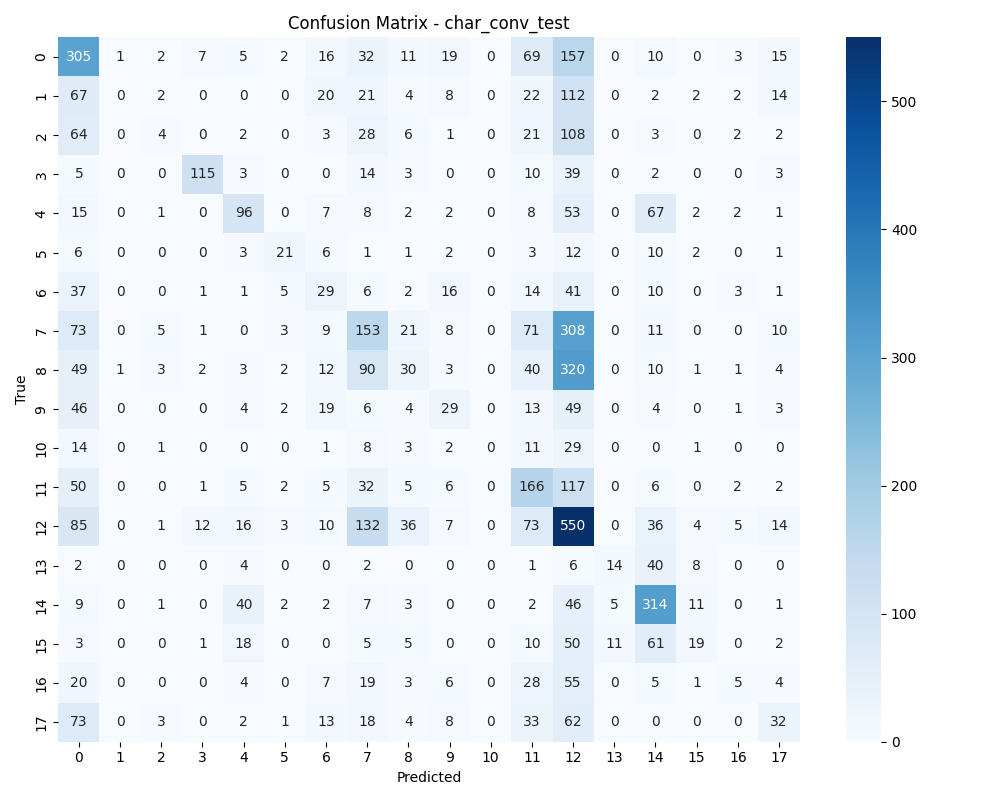 Confusion Matrix - char_conv_test
0 305 1 2 7 5 2 16 32 11 19 0 69 157 0 10 0 3 15
1 67 0 2 0 0 0 20 21 4 8 0 22 112 0 2 2 2 14
2 64 0 4 0 2 0 3 28 6 1 0 21 108 0 3 0 2 2
3 5 0 0 115 3 0 0 14 3 0 0 10 39 0 2 0 0 3
4 15 0 1 0 96 0 7 8 2 2 0 8 53 0 67 2 2 1
5 6 0 0 0 3 21 6 1 1 2 0 3 12 0 10 2 0 1
6 37 0 0 1 1 5 29 6 2 16 0 14 41 0 10 0 3 1
7 73 0 5 1 0 3 9 153 21 8 0 71 308 0 11 0 0 10
8 49 1 3 2 3 2 12 90 30 3 0 40 320 0 10 1 1 4
9 46 0 0 0 4 2 19 6 4 29 0 13 49 0 4 0 1 3
10 14 0 1 0 0 0 1 8 3 2 0 11 29 0 0 1 0 0
11 50 0 0 1 5 2 5 32 5 6 0 166 117 0 6 0 2 2
12 85 0 1 12 16 3 10 132 36 7 0 73 550 0 36 4 5 14
13 2 0 0 0 4 0 0 2 0 0 0 1 6 14 40 8 0 0
14 9 0 1 0 40 2 2 7 3 0 0 2 46 5 314 11 0 1
15 3 0 0 1 18 0 0 5 5 0 0 10 50 11 61 19 0 2
16 20 0 0 0 4 0 7 19 3 6 0 28 55 0 5 1 5 4
17 73 0 3 0 2 1 13 18 4 8 0 33 62 0 0 0 0 32
0 1 2 3 4 5 6 7 8 9 10 11 12 13 14 15 16 17
Predicted
True
500
400
300
200
100
0